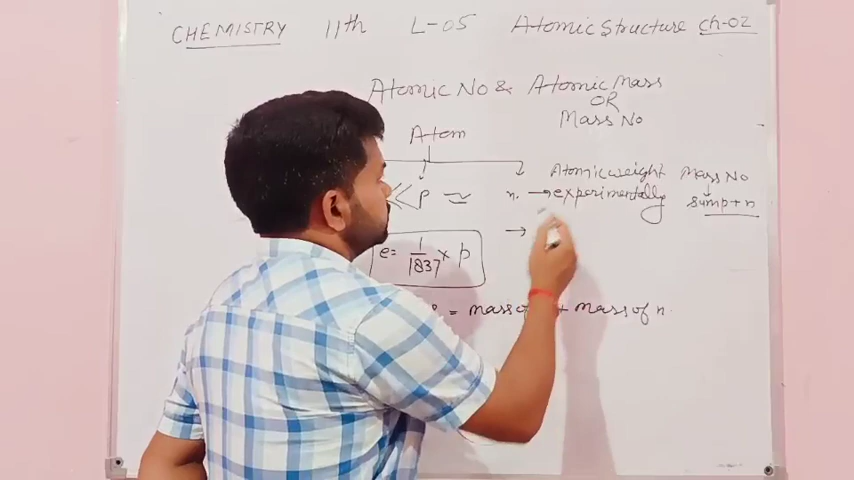 CHEMISTRY 11th L-05 Atomic Structure ch-02
Atomic No & Atomic Mass
OR
Mass No
Atom
Atomic weight Mass No
<< p ≃ n. → experimentally sum p + n
→
e = 1/1837 × p
= mass of + mass of n